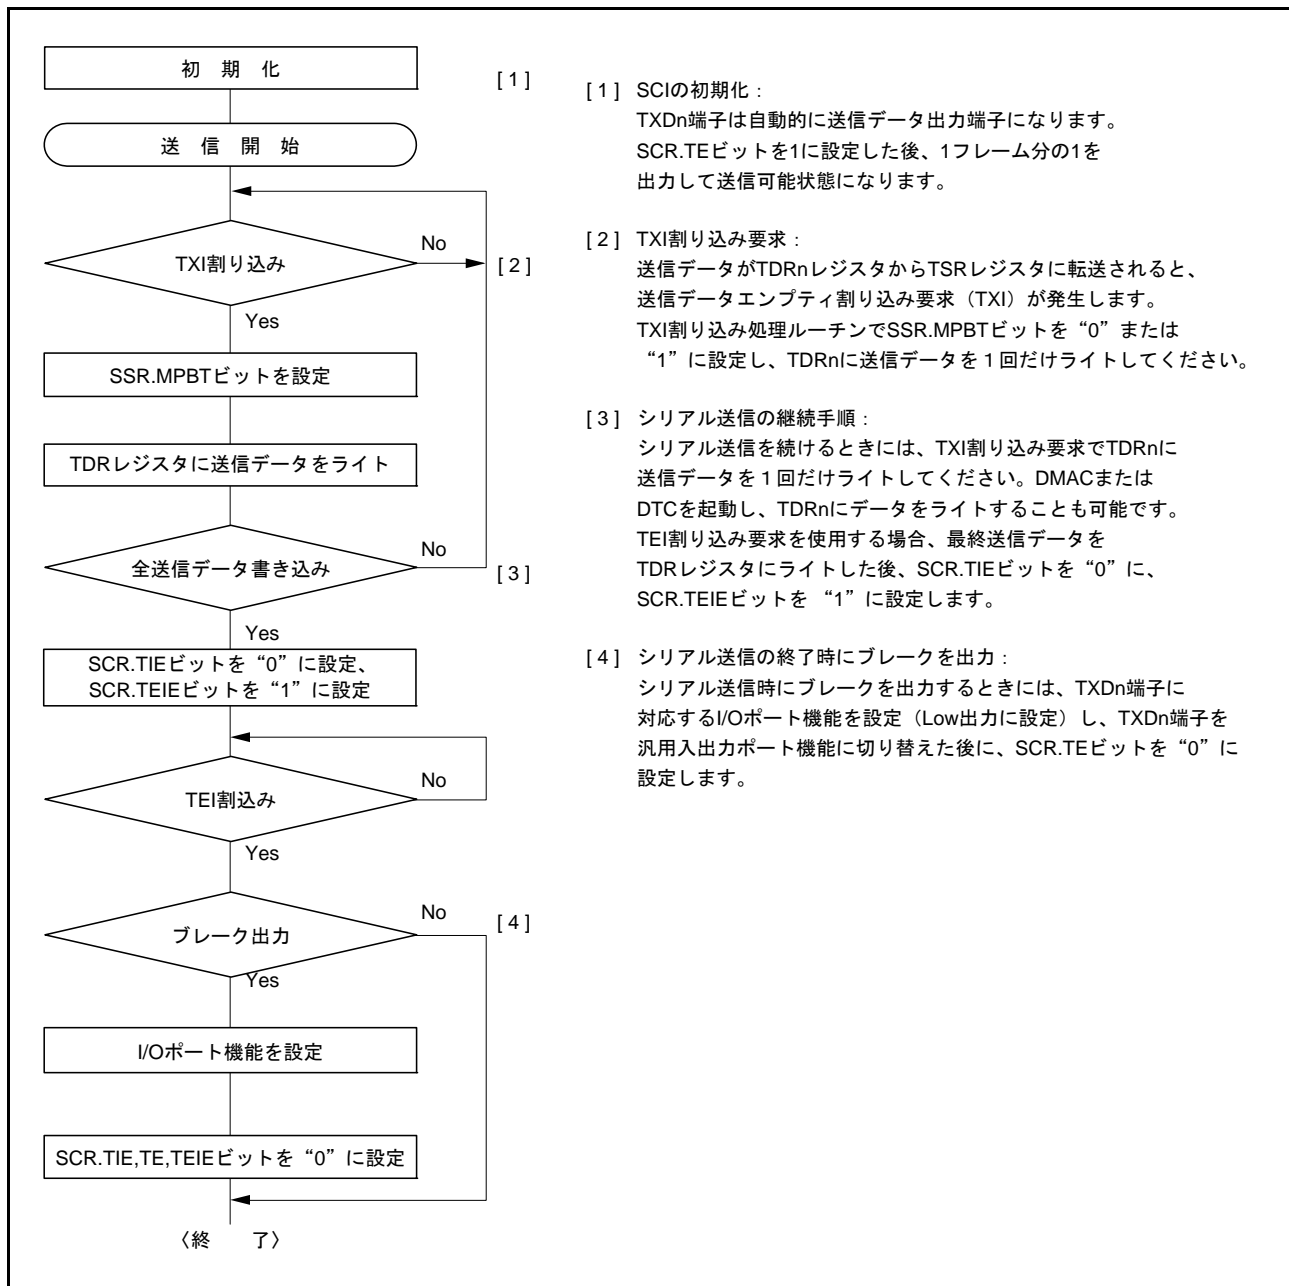 初 期 化
[ 1 ]
送 信 開 始
TXI割り込み
No
[ 2 ]
Yes
SSR.MPBTビットを設定
TDRレジスタに送信データをライト
全送信データ書き込み
No
[ 3 ]
Yes
SCR.TIEビットを“0”に設定、
SCR.TEIEビットを“1”に設定
TEI割込み
No
Yes
ブレーク出力
No
[ 4 ]
Yes
I/Oポート機能を設定
SCR.TIE,TE,TEIEビットを“0”に設定
〈終 了〉
[ 1 ] SCIの初期化：
TXDn端子は自動的に送信データ出力端子になります。
SCR.TEビットを1に設定した後、1フレーム分の1を
出力して送信可能状態になります。
[ 2 ] TXI割り込み要求：
送信データがTDRnレジスタからTSRレジスタに転送されると、
送信データエンプティ割り込み要求（TXI）が発生します。
TXI割り込み処理ルーチンでSSR.MPBTビットを“0”または
“1”に設定し、TDRnに送信データを１回だけライトしてください。
[ 3 ] シリアル送信の継続手順：
シリアル送信を続けるときには、TXI割り込み要求でTDRnに
送信データを１回だけライトしてください。DMACまたは
DTCを起動し、TDRnにデータをライトすることも可能です。
TEI割り込み要求を使用する場合、最終送信データを
TDRレジスタにライトした後、SCR.TIEビットを“0”に、
SCR.TEIEビットを “1”に設定します。
[ 4 ] シリアル送信の終了時にブレークを出力：
シリアル送信時にブレークを出力するときには、TXDn端子に
対応するI/Oポート機能を設定（Low出力に設定）し、TXDn端子を
汎用入出力ポート機能に切り替えた後に、SCR.TEビットを“0”に
設定します。